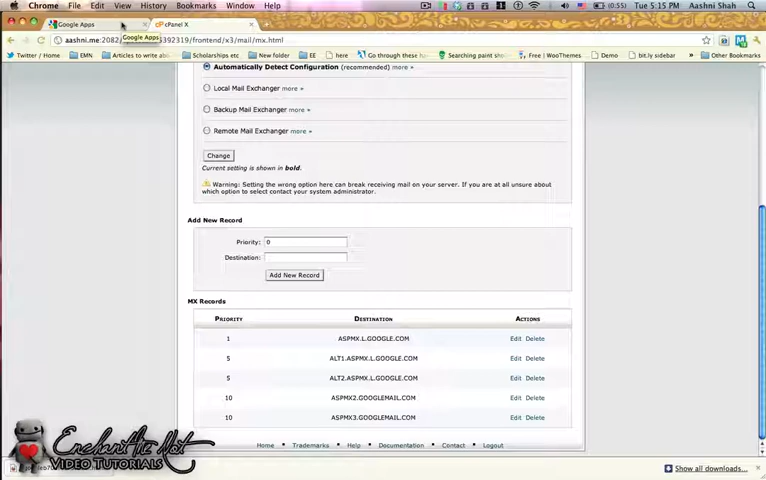 Chrome File Edit View History Bookmarks Window Help (0:55) Tue 5:15 PM Aashni Shah
Google Apps cPanel X
Google Apps
aashni.me:2082/ 5392319/frontend/x3/mail/mx.html
Twitter / Home EMN Articles to write ab Scholarships etc New folder EE here Go through these fo Searching paint sho Free | WooThemes Demo bit.ly sidebar Other Bookmarks
Automatically Detect Configuration (recommended) more »
Local Mail Exchanger more »
Backup Mail Exchanger more »
Remote Mail Exchanger more »
Change
Current setting is shown in bold.
Warning: Setting the wrong option here can break receiving mail on your server. If you are at all unsure about
which option to select contact your system administrator.
Add New Record
Priority: 0
Destination:
Add New Record
MX Records
PRIORITY DESTINATION ACTIONS
1 ASPMX.L.GOOGLE.COM Edit Delete
5 ALT1.ASPMX.L.GOOGLE.COM Edit Delete
5 ALT2.ASPMX.L.GOOGLE.COM Edit Delete
10 ASPMX2.GOOGLEMAIL.COM Edit Delete
10 ASPMX3.GOOGLEMAIL.COM Edit Delete
Home • Trademarks • Help • Documentation • Contact • Logout
Enchant the Net
VIDEO TUTORIALS
Show all downloads...